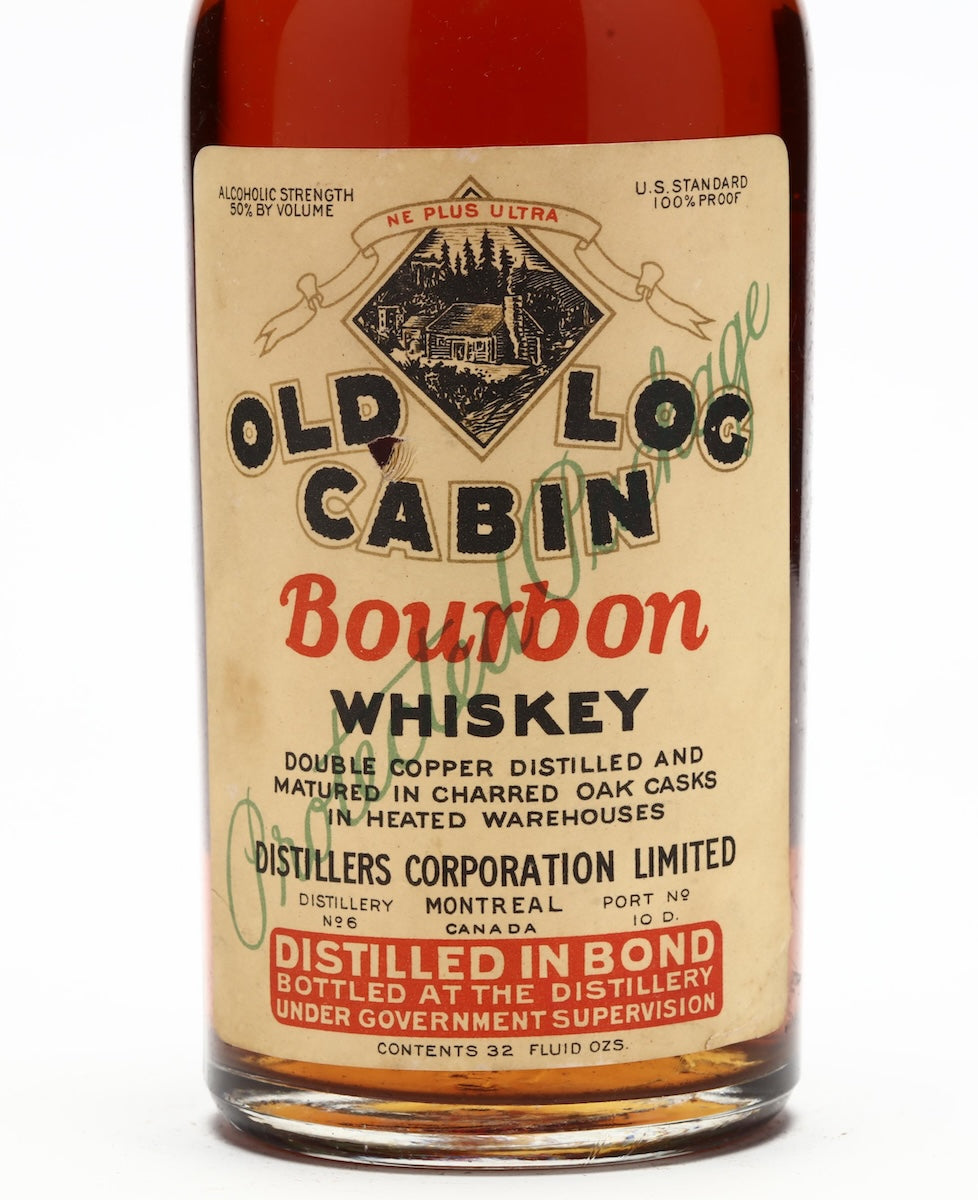 ALCOHOLIC STRENGTH
50% BY VOLUME
U.S. STANDARD
100% PROOF
NE PLUS ULTRA
OLD LOG
CABIN
Bourbon
WHISKEY
DOUBLE COPPER DISTILLED AND
MATURED IN CHARRED OAK CASKS
IN HEATED WAREHOUSES
DISTILLERS CORPORATION LIMITED
DISTILLERY
Nº6
MONTREAL
CANADA
PORT Nº
10 D.
DISTILLED IN BOND
BOTTLED AT THE DISTILLERY
UNDER GOVERNMENT SUPERVISION
CONTENTS 32 FLUID OZS.
Protected Package